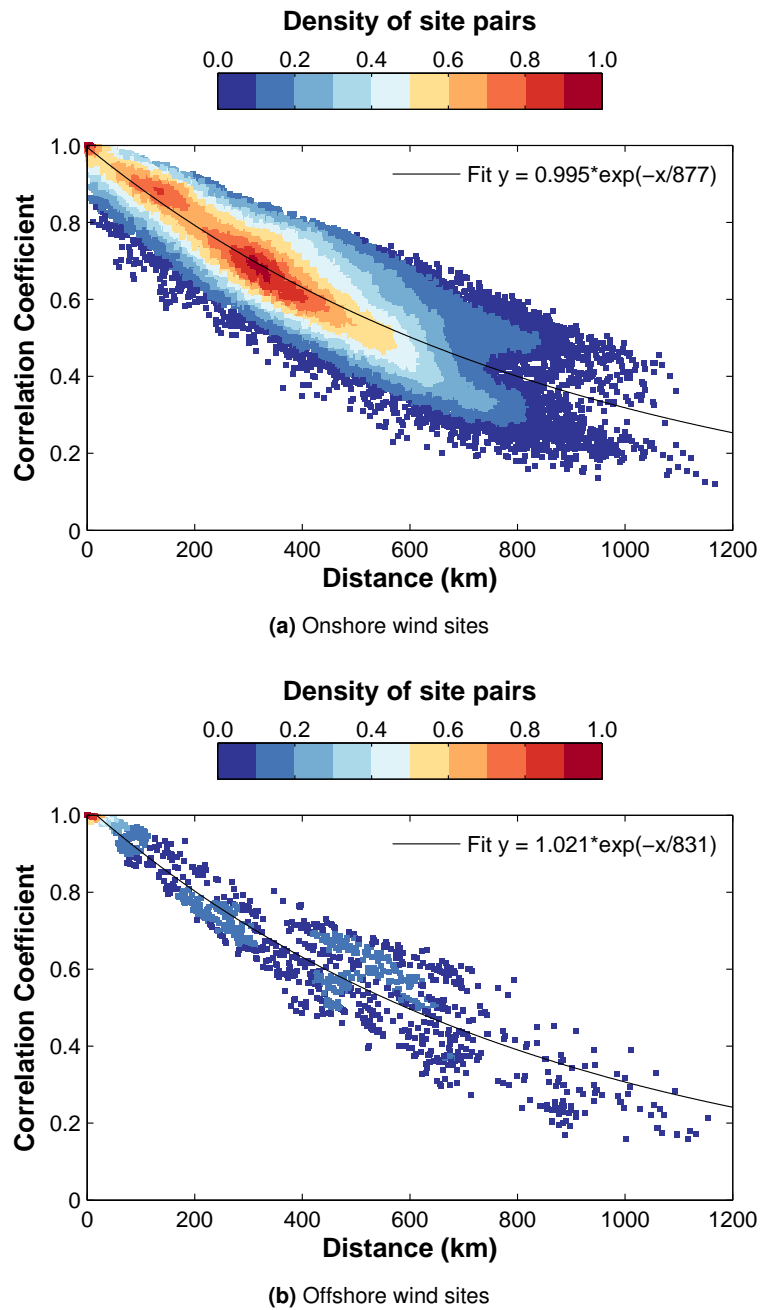 Density of site pairs
0.0 0.2 0.4 0.6 0.8 1.0
1.0
0.8
0.6
0.4
0.2
0
Correlation Coefficient
Fit y = 0.995*exp(−x/877)
0 200 400 600 800 1000 1200
Distance (km)
(a) Onshore wind sites
Density of site pairs
0.0 0.2 0.4 0.6 0.8 1.0
1.0
0.8
0.6
0.4
0.2
0
Correlation Coefficient
Fit y = 1.021*exp(−x/831)
0 200 400 600 800 1000 1200
Distance (km)
(b) Offshore wind sites